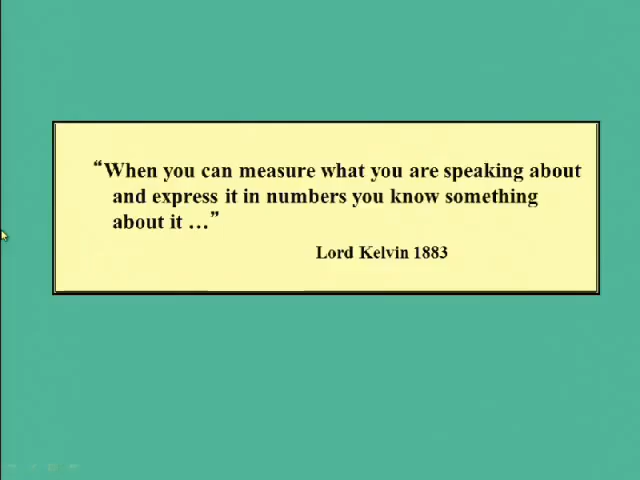 “When you can measure what you are speaking about
and express it in numbers you know something
about it …”
Lord Kelvin 1883